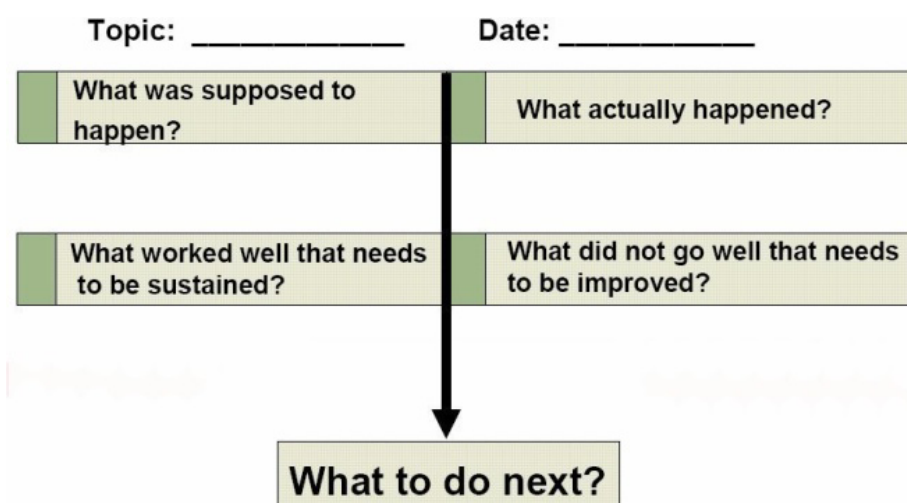 Topic: _____________ Date: ____________
What was supposed to
happen?
What actually happened?
What worked well that needs
to be sustained?
What did not go well that needs
to be improved?
What to do next?